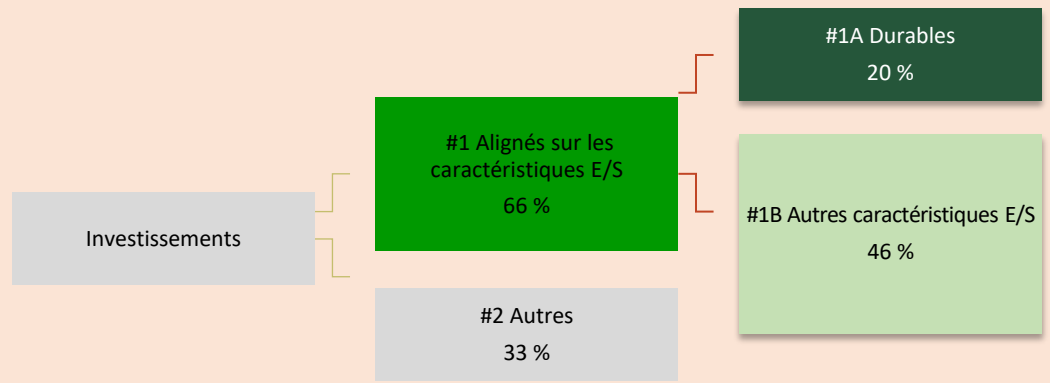 Investissements
#1 Alignés sur les
caractéristiques E/S
66 %
#2 Autres
33 %
#1A Durables
20 %
#1B Autres caractéristiques E/S
46 %